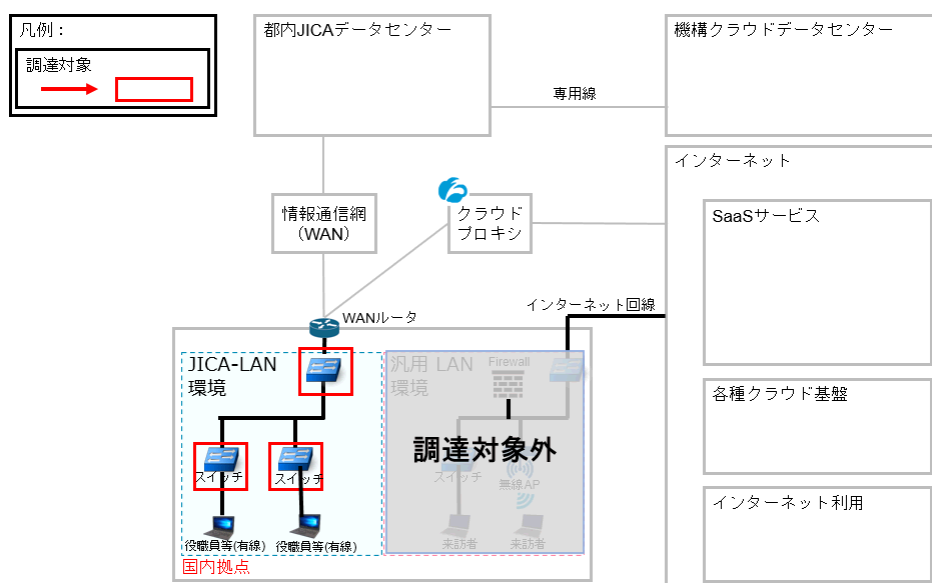 凡例：
調達対象
都内JICAデータセンター
機構クラウドデータセンター
専用線
インターネット
情報通信網
（WAN）
クラウド
プロキシ
SaaSサービス
インターネット回線
WANルータ
JICA-LAN
環境
汎用 LAN
環境
Firewall
各種クラウド基盤
調達対象外
スイッチ
スイッチ
スイッチ
無線AP
インターネット利用
役職員等(有線)
役職員等(有線)
来訪者
来訪者
国内拠点